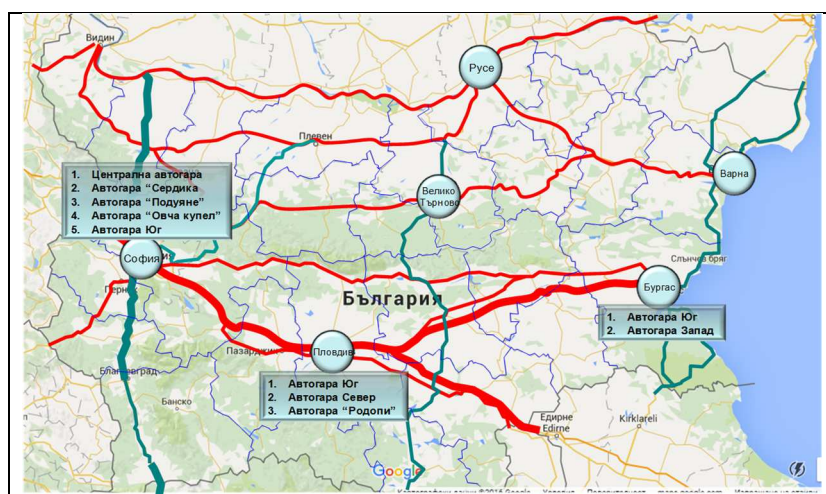 Видин
Русе
Плевен
1. Централна автогара
2. Автогара “Сердика”
3. Автогара “Подуяне”
4. Автогара “Овча купел”
5. Автогара Юг
Варна
Велико
Търново
София
Слънчев бряг
Бургас
България
1. Автогара Юг
2. Автогара Запад
Пазарджик
Пловдив
Благоевград
1. Автогара Юг
2. Автогара Север
3. Автогара “Родопи”
Банско
Едирне
Edirne
Kirklareli
Google